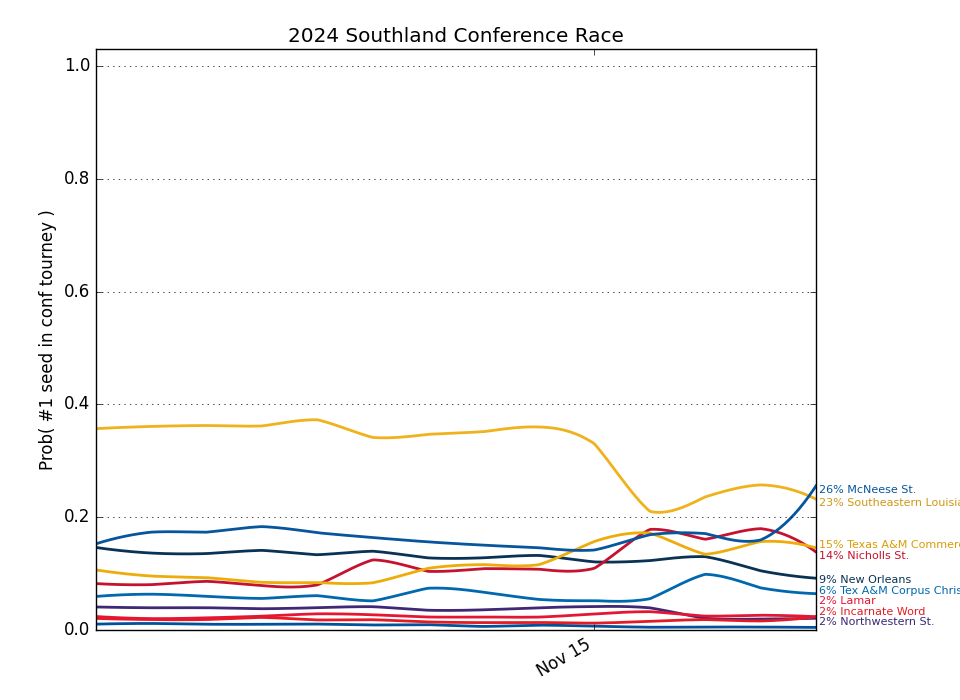 2024 Southland Conference Race
Prob( #1 seed in conf tourney )
1.0
0.8
0.6
0.4
0.2
0.0
Nov 15
26% McNeese St.
23% Southeastern Louisia
15% Texas A&M Commerc
14% Nicholls St.
9% New Orleans
6% Tex A&M Corpus Chris
2% Lamar
2% Incarnate Word
2% Northwestern St.